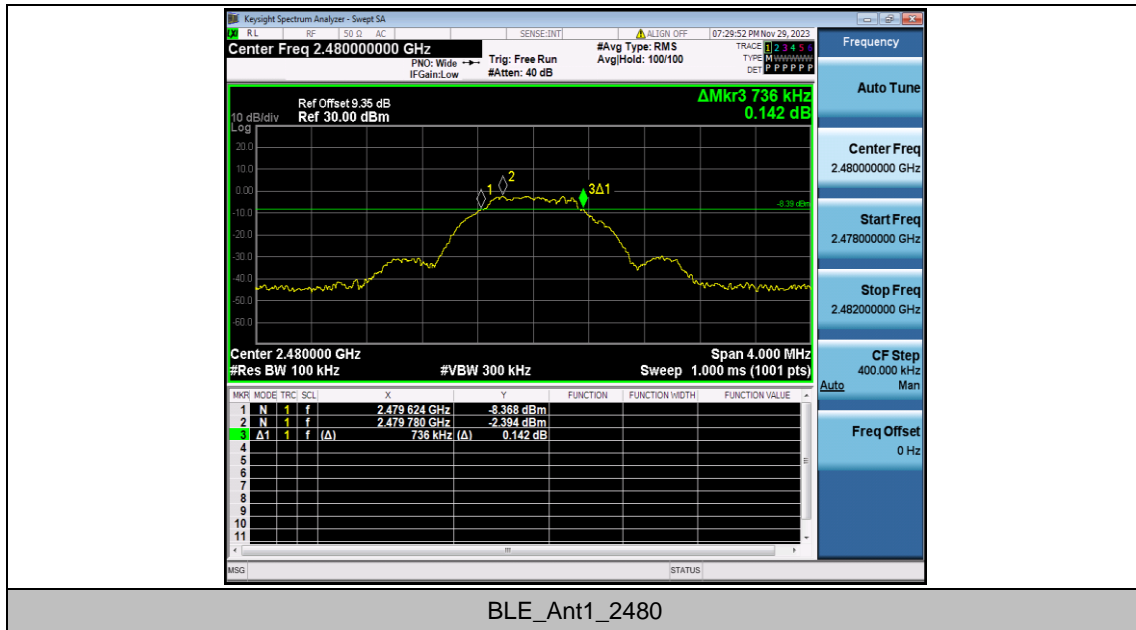 Keysight Spectrum Analyzer - Swept SA
RL RF 50 Ω AC SENSE:INT ALIGN OFF 07:29:52 PM Nov 29, 2023
Center Freq 2.480000000 GHz
PNO: Wide
IFGain:Low
Trig: Free Run
#Atten: 40 dB
#Avg Type: RMS
Avg|Hold: 100/100
TRACE 1 2 3 4 5 6
TYPE M WWWWW
DET P P P P P P
Ref Offset 9.35 dB
10 dB/div Ref 30.00 dBm
Log
ΔMkr3 736 kHz
0.142 dB
20.0
10.0
0.00
-10.0
-20.0
-30.0
-40.0
-50.0
-60.0
1
2
3Δ1
-8.39 dBm
Center 2.480000 GHz Span 4.000 MHz
#Res BW 100 kHz #VBW 300 kHz Sweep 1.000 ms (1001 pts)
MKR MODE TRC SCL X Y FUNCTION FUNCTION WIDTH FUNCTION VALUE
1 N 1 f 2.479 624 GHz -8.368 dBm
2 N 1 f 2.479 780 GHz -2.394 dBm
3 Δ1 1 f (Δ) 736 kHz (Δ) 0.142 dB
4
5
6
7
8
9
10
11
MSG STATUS
Frequency
Auto Tune
Center Freq
2.480000000 GHz
Start Freq
2.478000000 GHz
Stop Freq
2.482000000 GHz
CF Step
400.000 kHz
Auto Man
Freq Offset
0 Hz
BLE_Ant1_2480